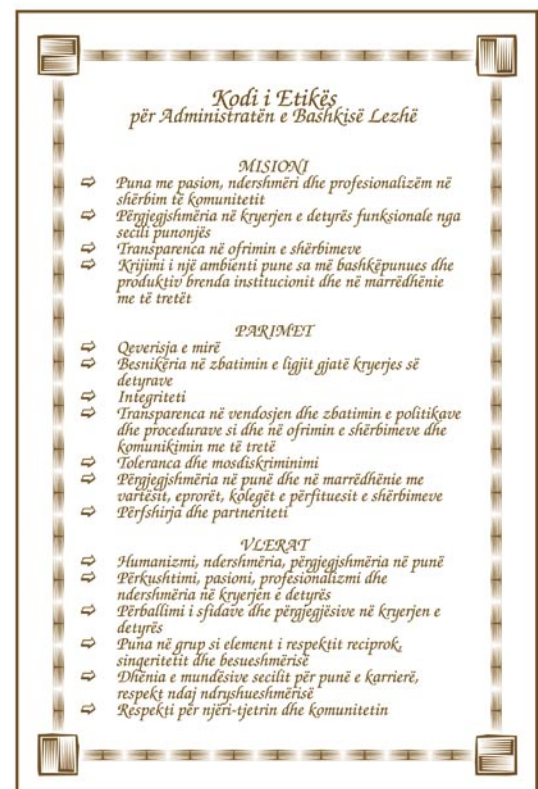 Kodi i Etikës
për Administratën e Bashkisë Lezhë
MISIONI
⇨ Puna me pasion, ndershmëri dhe profesionalizëm në
shërbim të komunitetit
⇨ Përgjegjshmëria në kryerjen e detyrës funksionale nga
secili punonjës
⇨ Transparenca në ofrimin e shërbimeve
⇨ Krijimi i një ambienti pune sa më bashkëpunues dhe
produktiv brenda institucionit dhe në marrëdhënie
me të tretët
PARIMET
⇨ Qeverisja e mirë
⇨ Besnikëria në zbatimin e ligjit gjatë kryerjes së
detyrave
⇨ Integriteti
⇨ Transparenca në vendosjen dhe zbatimin e politikave
dhe procedurave si dhe në ofrimin e shërbimeve dhe
komunikimin me të tretë
⇨ Toleranca dhe mosdiskriminimi
⇨ Përgjegjshmëria në punë dhe në marrëdhënie me
vartësit, eprorët, kolegët e përfituesit e shërbimeve
⇨ Përfshirja dhe partneriteti
VLERAT
⇨ Humanizmi, ndershmëria, përgjegjshmëria në punë
⇨ Përkushtimi, pasioni, profesionalizmi dhe
ndershmëria në kryerjen e detyrës
⇨ Përballimi i sfidave dhe përgjegjësive në kryerjen e
detyrës
⇨ Puna në grup si element i respektit reciprok,
singeritetit dhe besueshmërisë
⇨ Dhënia e mundësive secilit për punë e karrierë,
respekt ndaj ndryshueshmërisë
⇨ Respekti për njëri-tjetrin dhe komunitetin